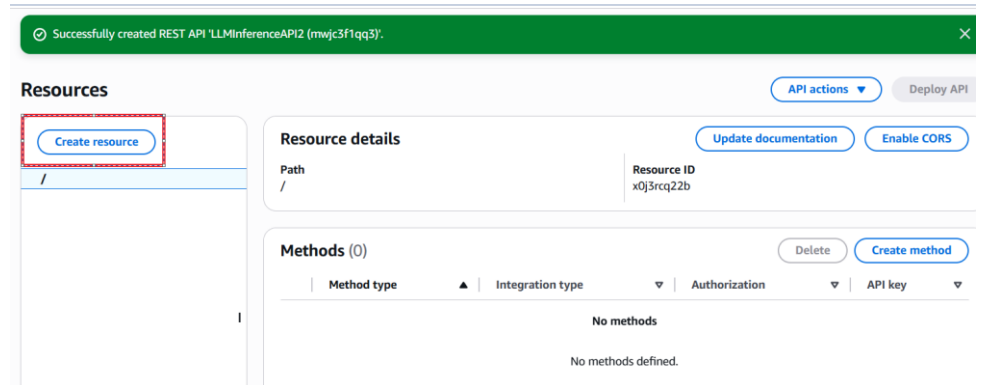 Successfully created REST API 'LLMInferenceAPI2 (mwjc3f1qq3)'.
Resources
API actions
Deploy API
Create resource
/
Resource details
Update documentation
Enable CORS
Path
/
Resource ID
x0j3rcq22b
Methods (0)
Delete
Create method
Method type
Integration type
Authorization
API key
No methods
No methods defined.